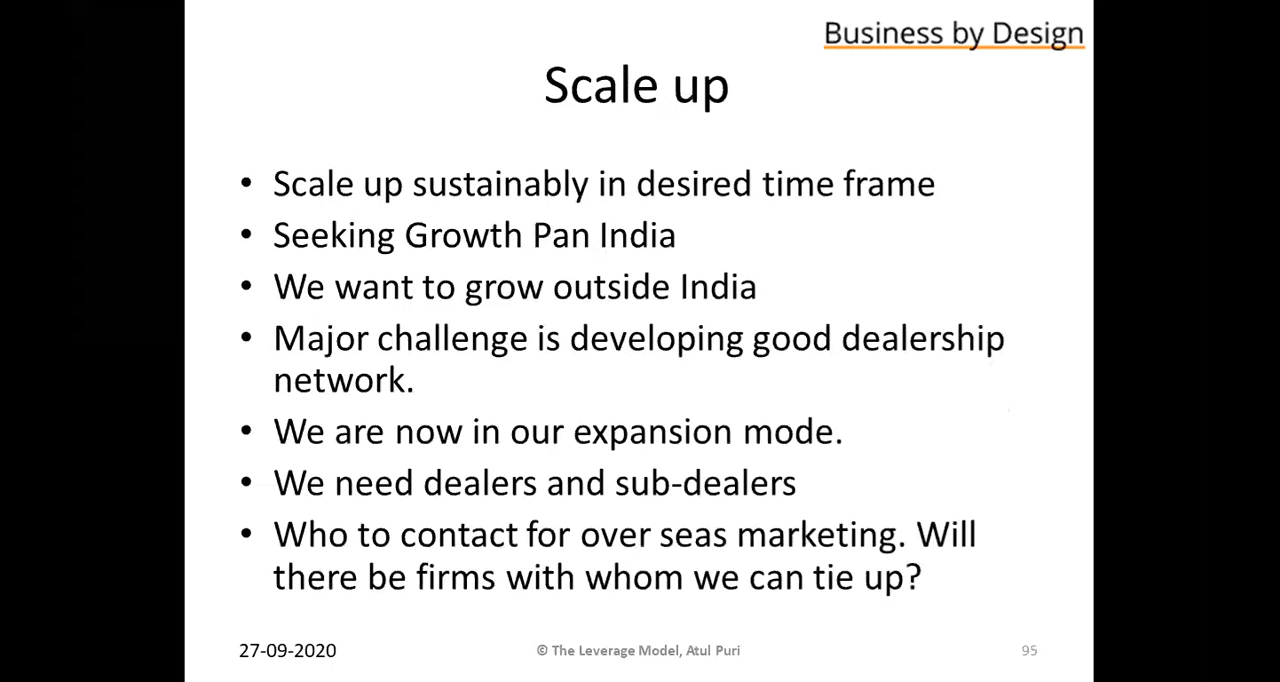 Business by Design
Scale up
• Scale up sustainably in desired time frame
• Seeking Growth Pan India
• We want to grow outside India
• Major challenge is developing good dealership
network.
• We are now in our expansion mode.
• We need dealers and sub-dealers
• Who to contact for over seas marketing. Will
there be firms with whom we can tie up?
27-09-2020 © The Leverage Model, Atul Puri 95